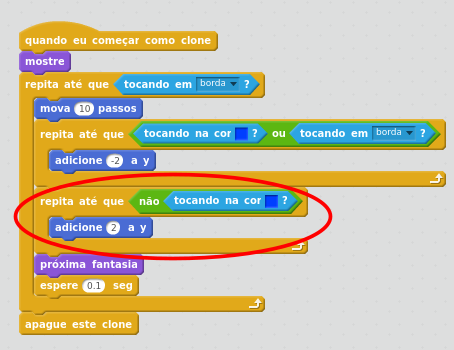 quando eu começar como clone
mostre
repita até que tocando em borda ?
mova 10 passos
repita até que tocando na cor ? ou tocando em borda ?
adicione -2 a y
repita até que não tocando na cor ?
adicione 2 a y
próxima fantasia
espere 0.1 seg
apague este clone